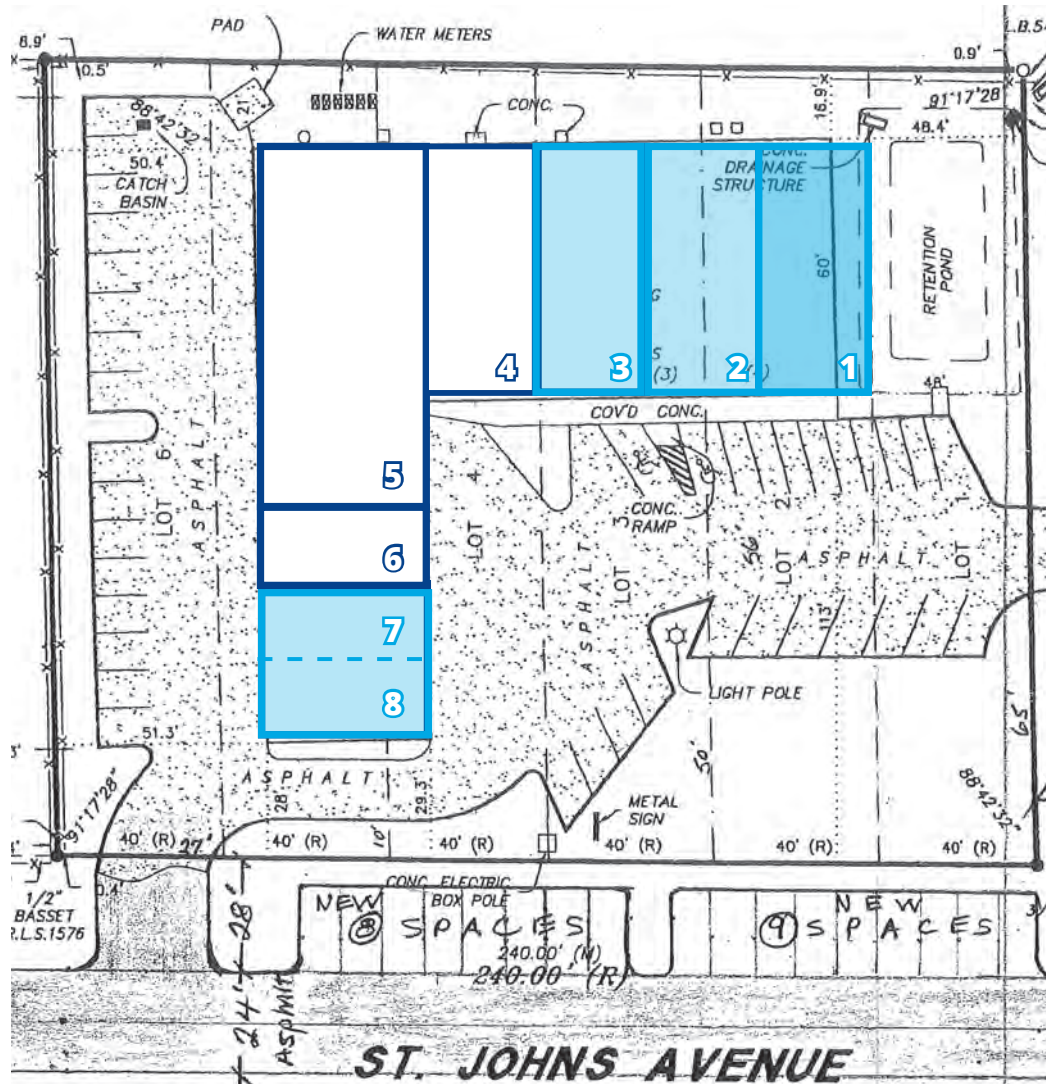 PAD
WATER METERS
L.B.5
6.9'
0.9'
0.5'
21'
88°42'32"
CONC.
16.9'
91°17'28"
48.4'
50.4'
CATCH
BASIN
CONC.
DRAINAGE
STRUCTURE
60'
RETENTION
POND
G
S
(3)
4
3
2
1
48'
COV'D CONC.
5
LOT 6
ASPHALT
LOT 4
CONC.
RAMP
LOT 3
ASPHALT
LOT 2
56'
ASPHALT
LOT 1
6
7
8
113'
LIGHT POLE
51.3'
65'
50'
ASPHALT
28'
29.3'
METAL
SIGN
88°42'32"
91°17'28"
40' (R)
27'
10'
40' (R)
40' (R)
40' (R)
40' (R)
40' (R)
0.4'
1/2"
BASSET
R.L.S.1576
CONC ELECTRIC
BOX POLE
NEW
8 SPACES
NEW
9 SPACES
3
28'
240.00' (M)
240.00' (R)
24'
Asphalt
ST. JOHNS AVENUE